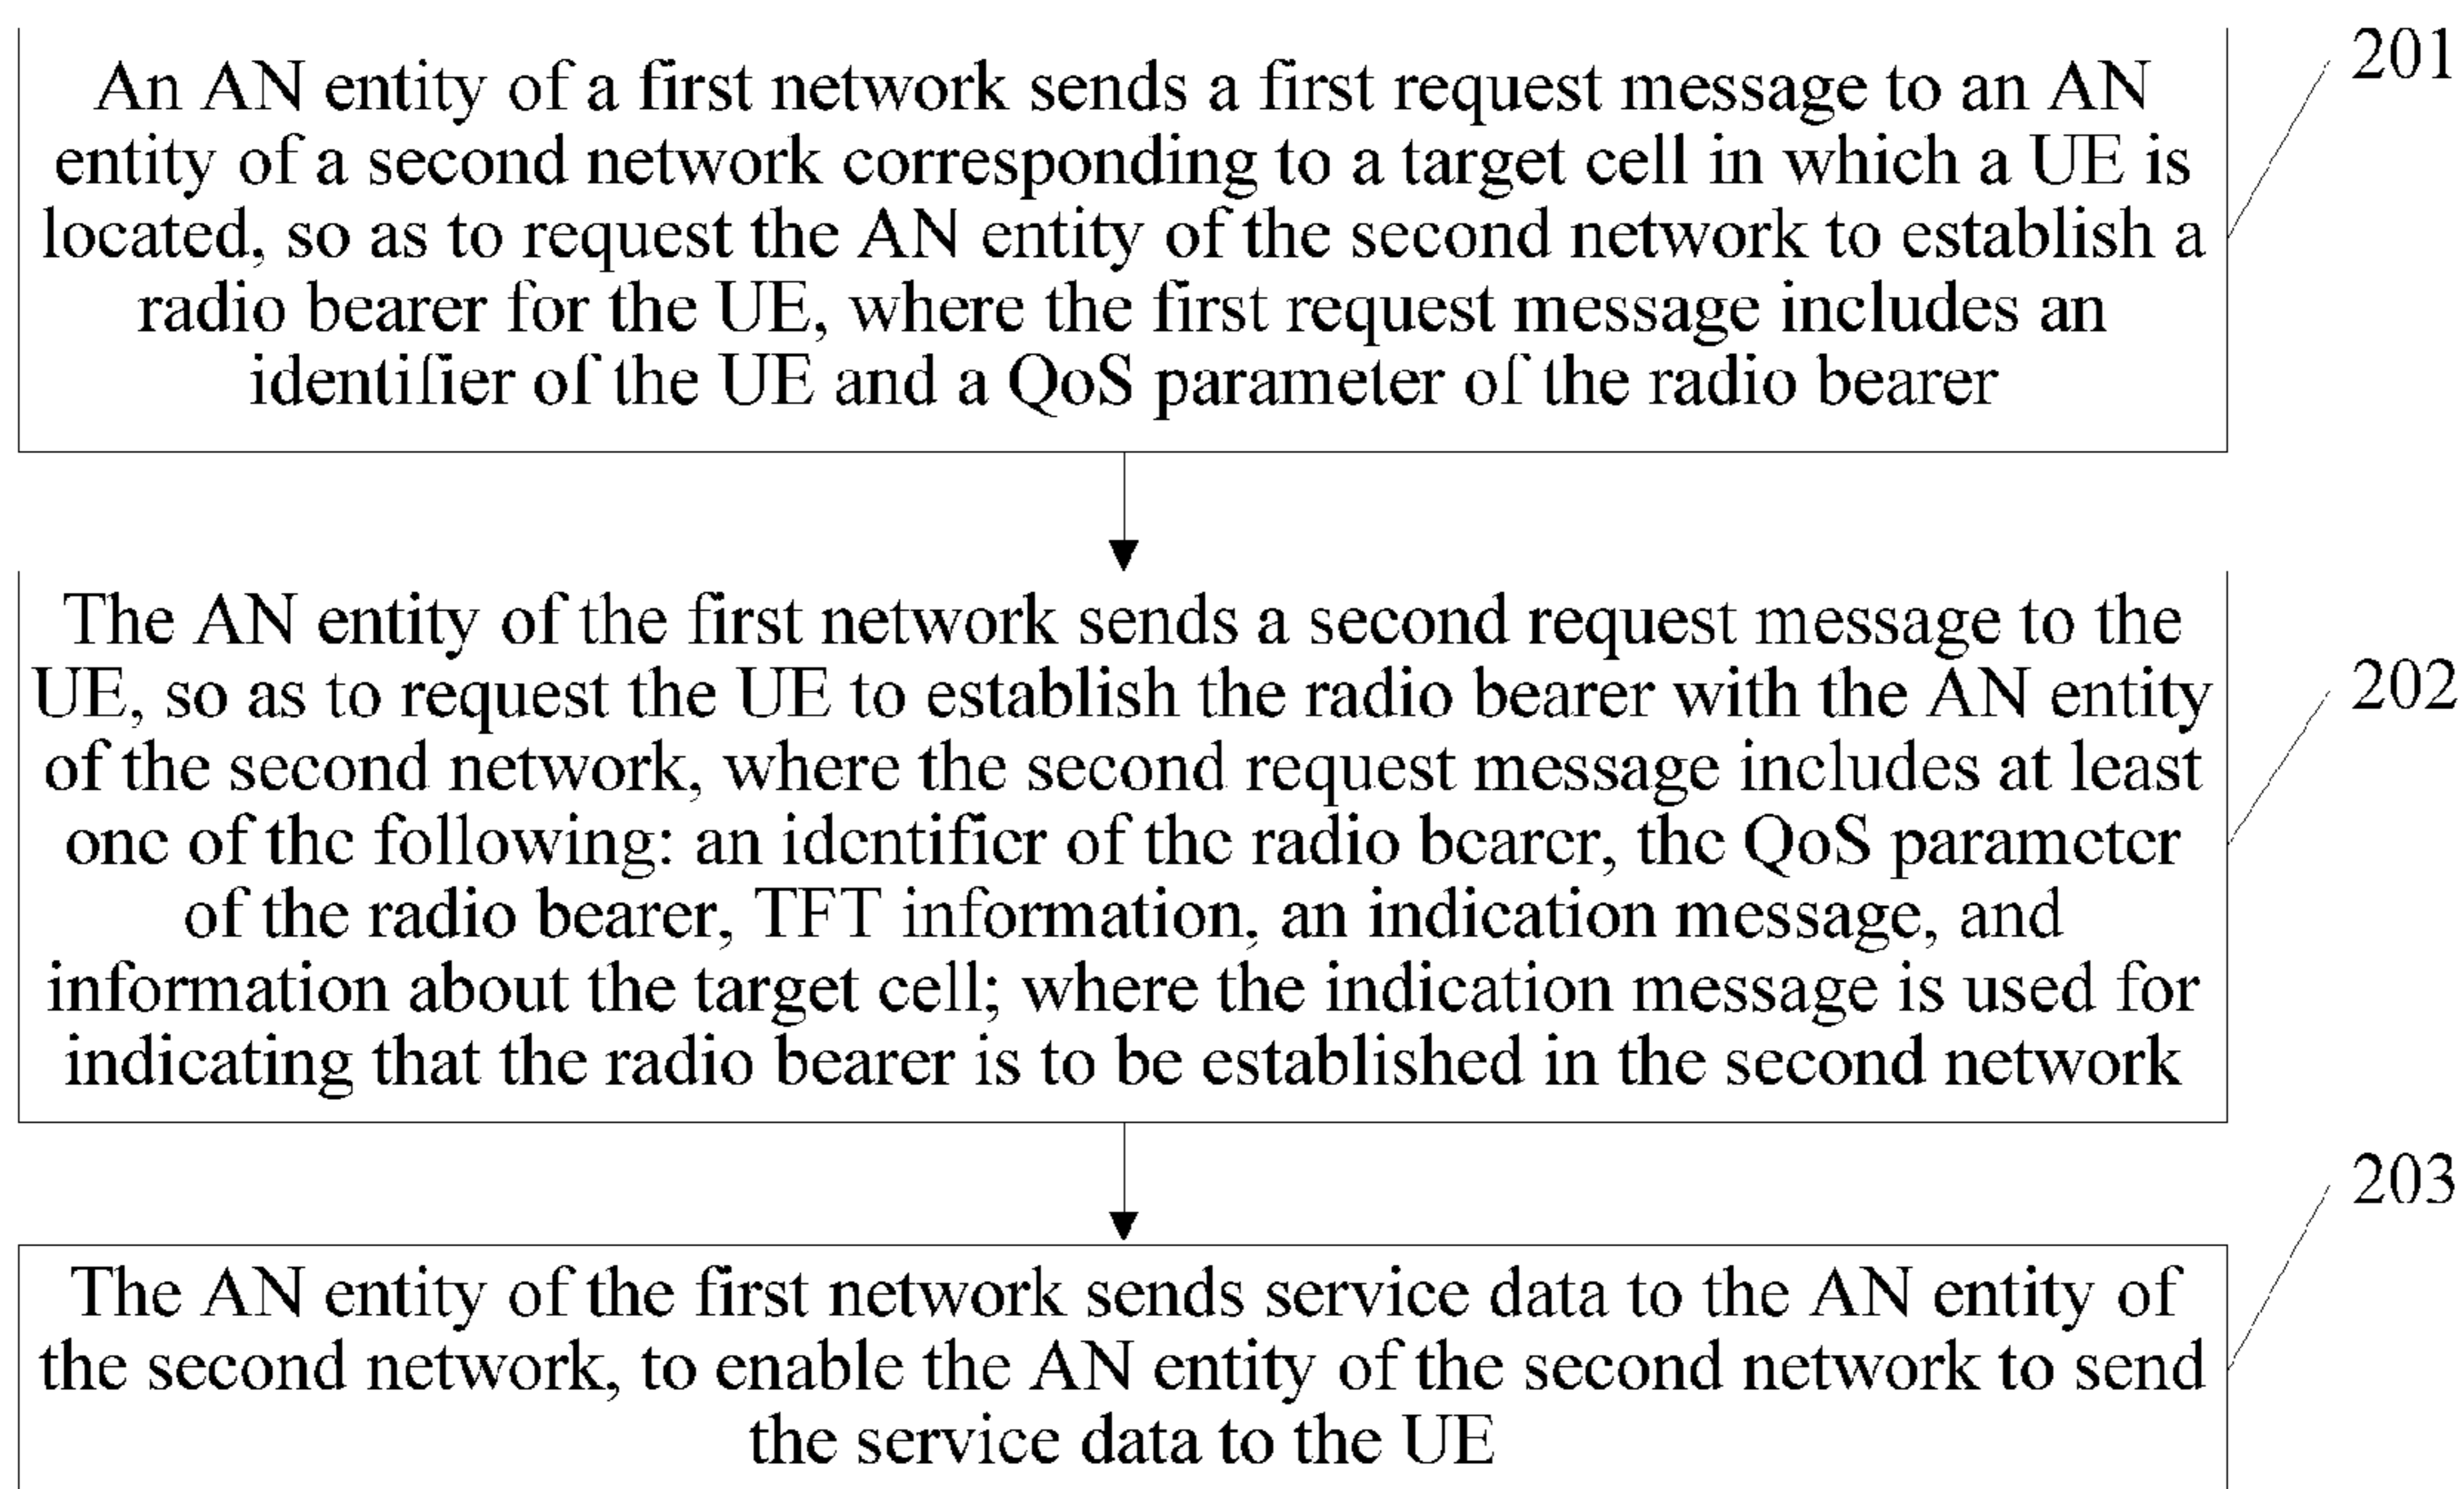 An AN entity of a first network sends a first request message to an AN
entity of a second network corresponding to a target cell in which a UE is
located, so as to request the AN entity of the second network to establish a
radio bearer for the UE, where the first request message includes an
identifier of the UE and a QoS parameter of the radio bearer
201
The AN entity of the first network sends a second request message to the
UE, so as to request the UE to establish the radio bearer with the AN entity
of the second network, where the second request message includes at least
one of the following: an identifier of the radio bearer, the QoS parameter
of the radio bearer, TFT information, an indication message, and
information about the target cell; where the indication message is used for
indicating that the radio bearer is to be established in the second network
202
The AN entity of the first network sends service data to the AN entity of
the second network, to enable the AN entity of the second network to send
the service data to the UE
203